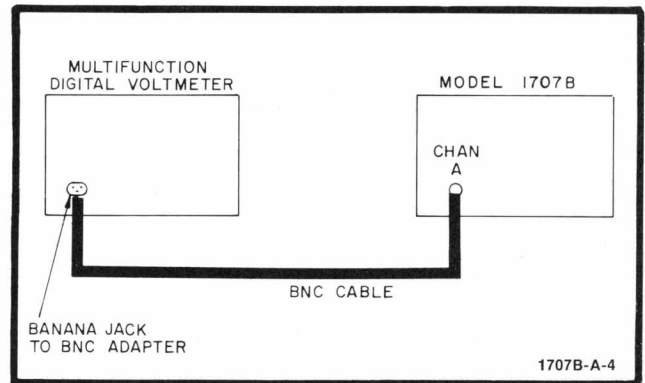 MULTIFUNCTION
DIGITAL VOLTMETER
MODEL 1707B
CHAN
A
BNC CABLE
BANANA JACK
TO BNC ADAPTER
1707B-A-4